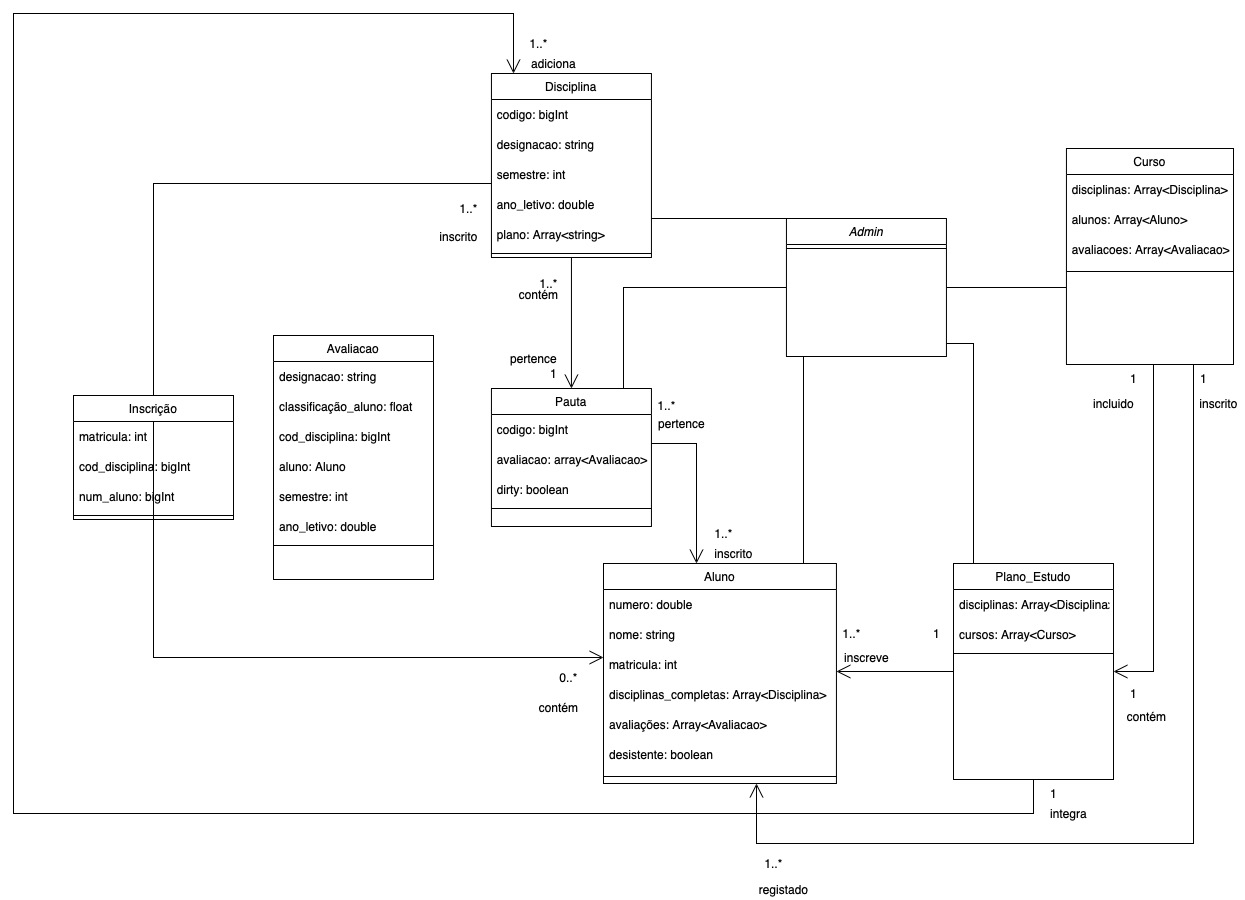 1..*
adiciona
Disciplina
codigo: bigInt
designacao: string
semestre: int
ano_letivo: double
plano: Array<string>
1..*
inscrito
1..*
contém
Admin
Curso
disciplinas: Array<Disciplina>
alunos: Array<Aluno>
avaliacoes: Array<Avaliacao>
Avaliacao
designacao: string
classificação_aluno: float
cod_disciplina: bigInt
aluno: Aluno
semestre: int
ano_letivo: double
Inscrição
matricula: int
cod_disciplina: bigInt
num_aluno: bigInt
pertence
1
Pauta
codigo: bigInt
avaliacao: array<Avaliacao>
dirty: boolean
1..*
pertence
1
incluido
1
inscrito
1..*
inscrito
Aluno
numero: double
nome: string
matricula: int
disciplinas_completas: Array<Disciplina>
avaliações: Array<Avaliacao>
desistente: boolean
0..*
contém
1..*
inscreve
1
Plano_Estudo
disciplinas: Array<Disciplina:
cursos: Array<Curso>
1
contém
1
integra
1..*
registado